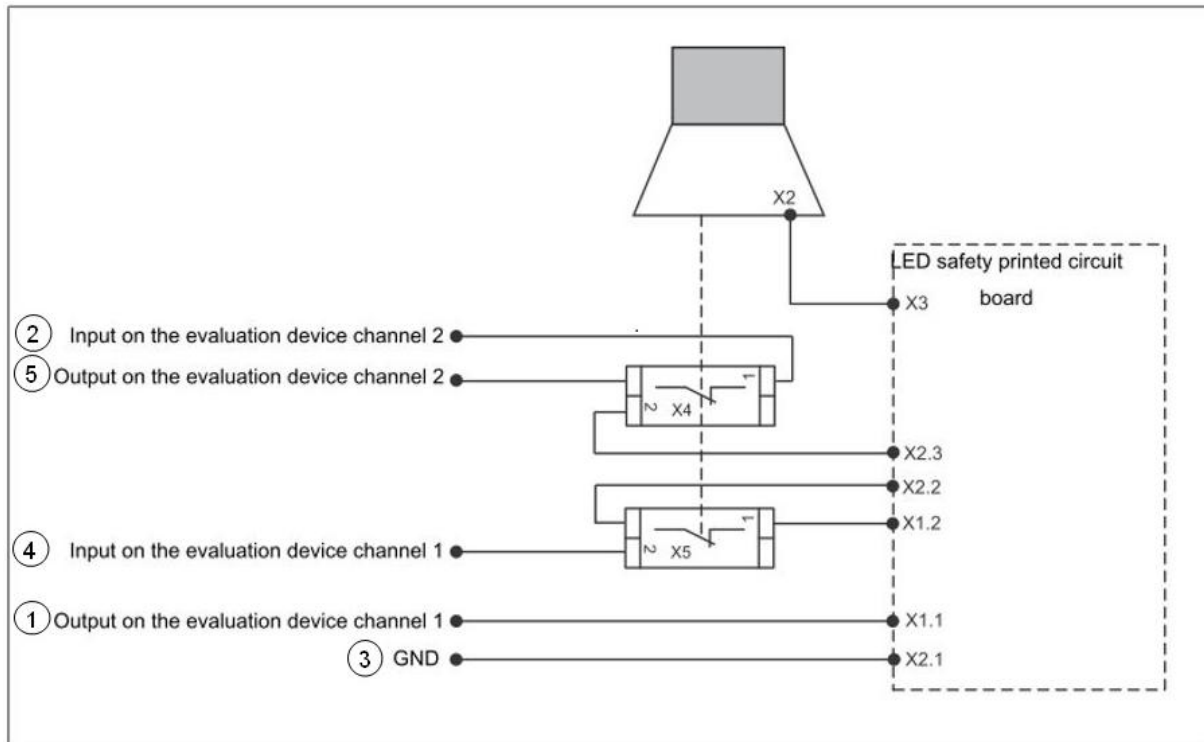 X2
LED safety printed circuit
board
X3
2 Input on the evaluation device channel 2
5 Output on the evaluation device channel 2
1
2 X4
X2.3
X2.2
1
X1.2
2 X5
4 Input on the evaluation device channel 1
1 Output on the evaluation device channel 1
X1.1
3 GND
X2.1